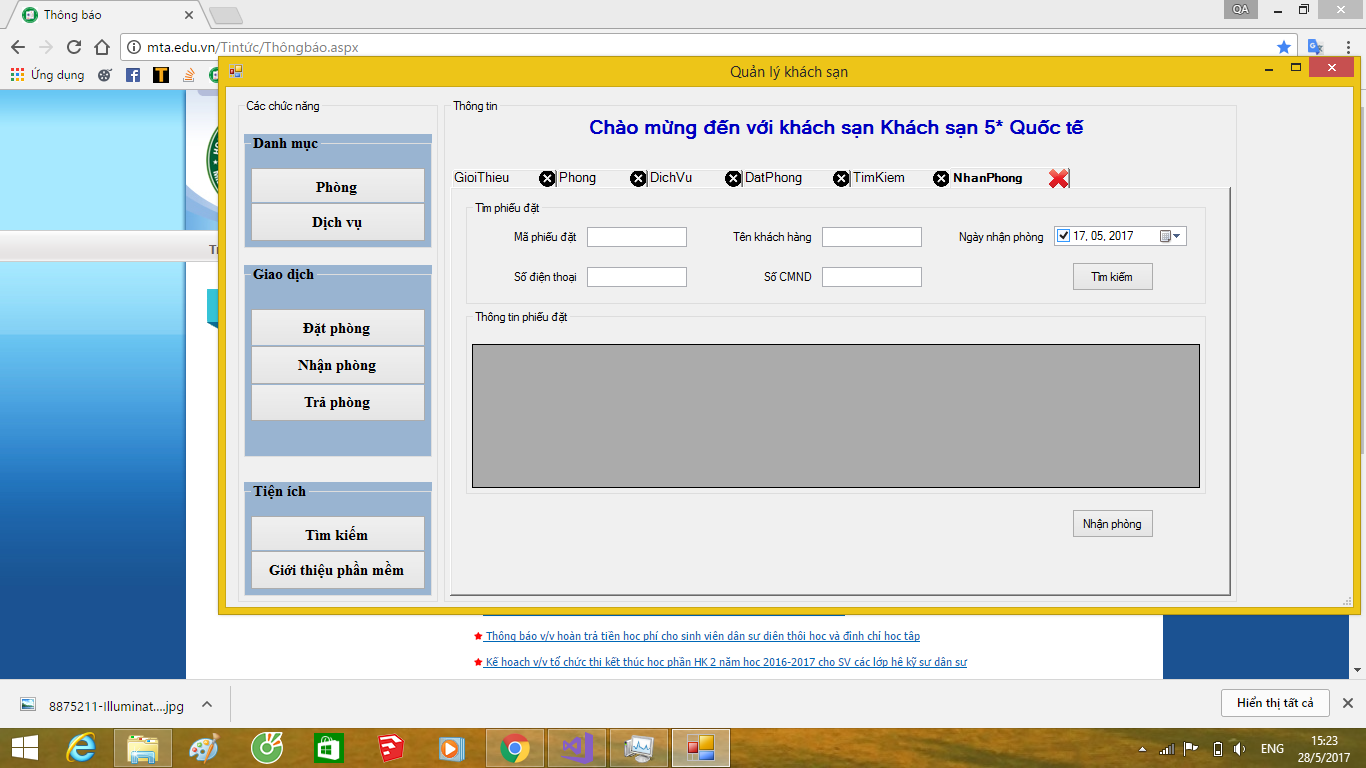 Thông báo
QA
mta.edu.vn/Tintức/Thôngbáo.aspx
Ứng dụng
Quản lý khách sạn
Các chức năng
Danh mục
Phòng
Dịch vụ
Giao dịch
Đặt phòng
Nhận phòng
Trả phòng
Tiện ích
Tìm kiếm
Giới thiệu phần mềm
Thông tin
Chào mừng đến với khách sạn Khách sạn 5* Quốc tế
GioiThieu Phong DichVu DatPhong TimKiem NhanPhong
Tìm phiếu đặt
Mã phiếu đặt Tên khách hàng Ngày nhận phòng 17, 05, 2017
Số điện thoại Số CMND Tìm kiếm
Thông tin phiếu đặt
Nhận phòng
Thông báo v/v hoàn trả tiền học phí cho sinh viên dân sự diện thôi học và đình chỉ học tập
Kế hoạch v/v tổ chức thi kết thúc học phần HK 2 năm học 2016-2017 cho SV các lớp hệ kỹ sư dân sự
8875211-Illuminat....jpg
Hiển thị tất cả
ENG
15:23
28/5/2017